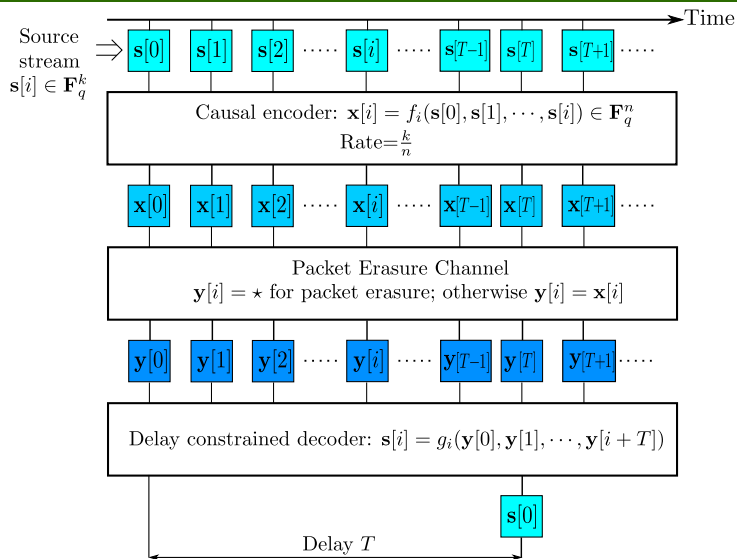 Time
Source
stream
s[i] ∈ F_q^k
s[0] s[1] s[2] ····· s[i] ····· s[T−1] s[T] s[T+1] ·····
Causal encoder: x[i] = f_i(s[0], s[1], ···, s[i]) ∈ F_q^n
Rate=k/n
x[0] x[1] x[2] ····· x[i] ····· x[T−1] x[T] x[T+1] ·····
Packet Erasure Channel
y[i] = ⋆ for packet erasure; otherwise y[i] = x[i]
y[0] y[1] y[2] ····· y[i] ····· y[T−1] y[T] y[T+1] ·····
Delay constrained decoder: s[i] = g_i(y[0], y[1], ···, y[i + T])
s[0]
Delay T